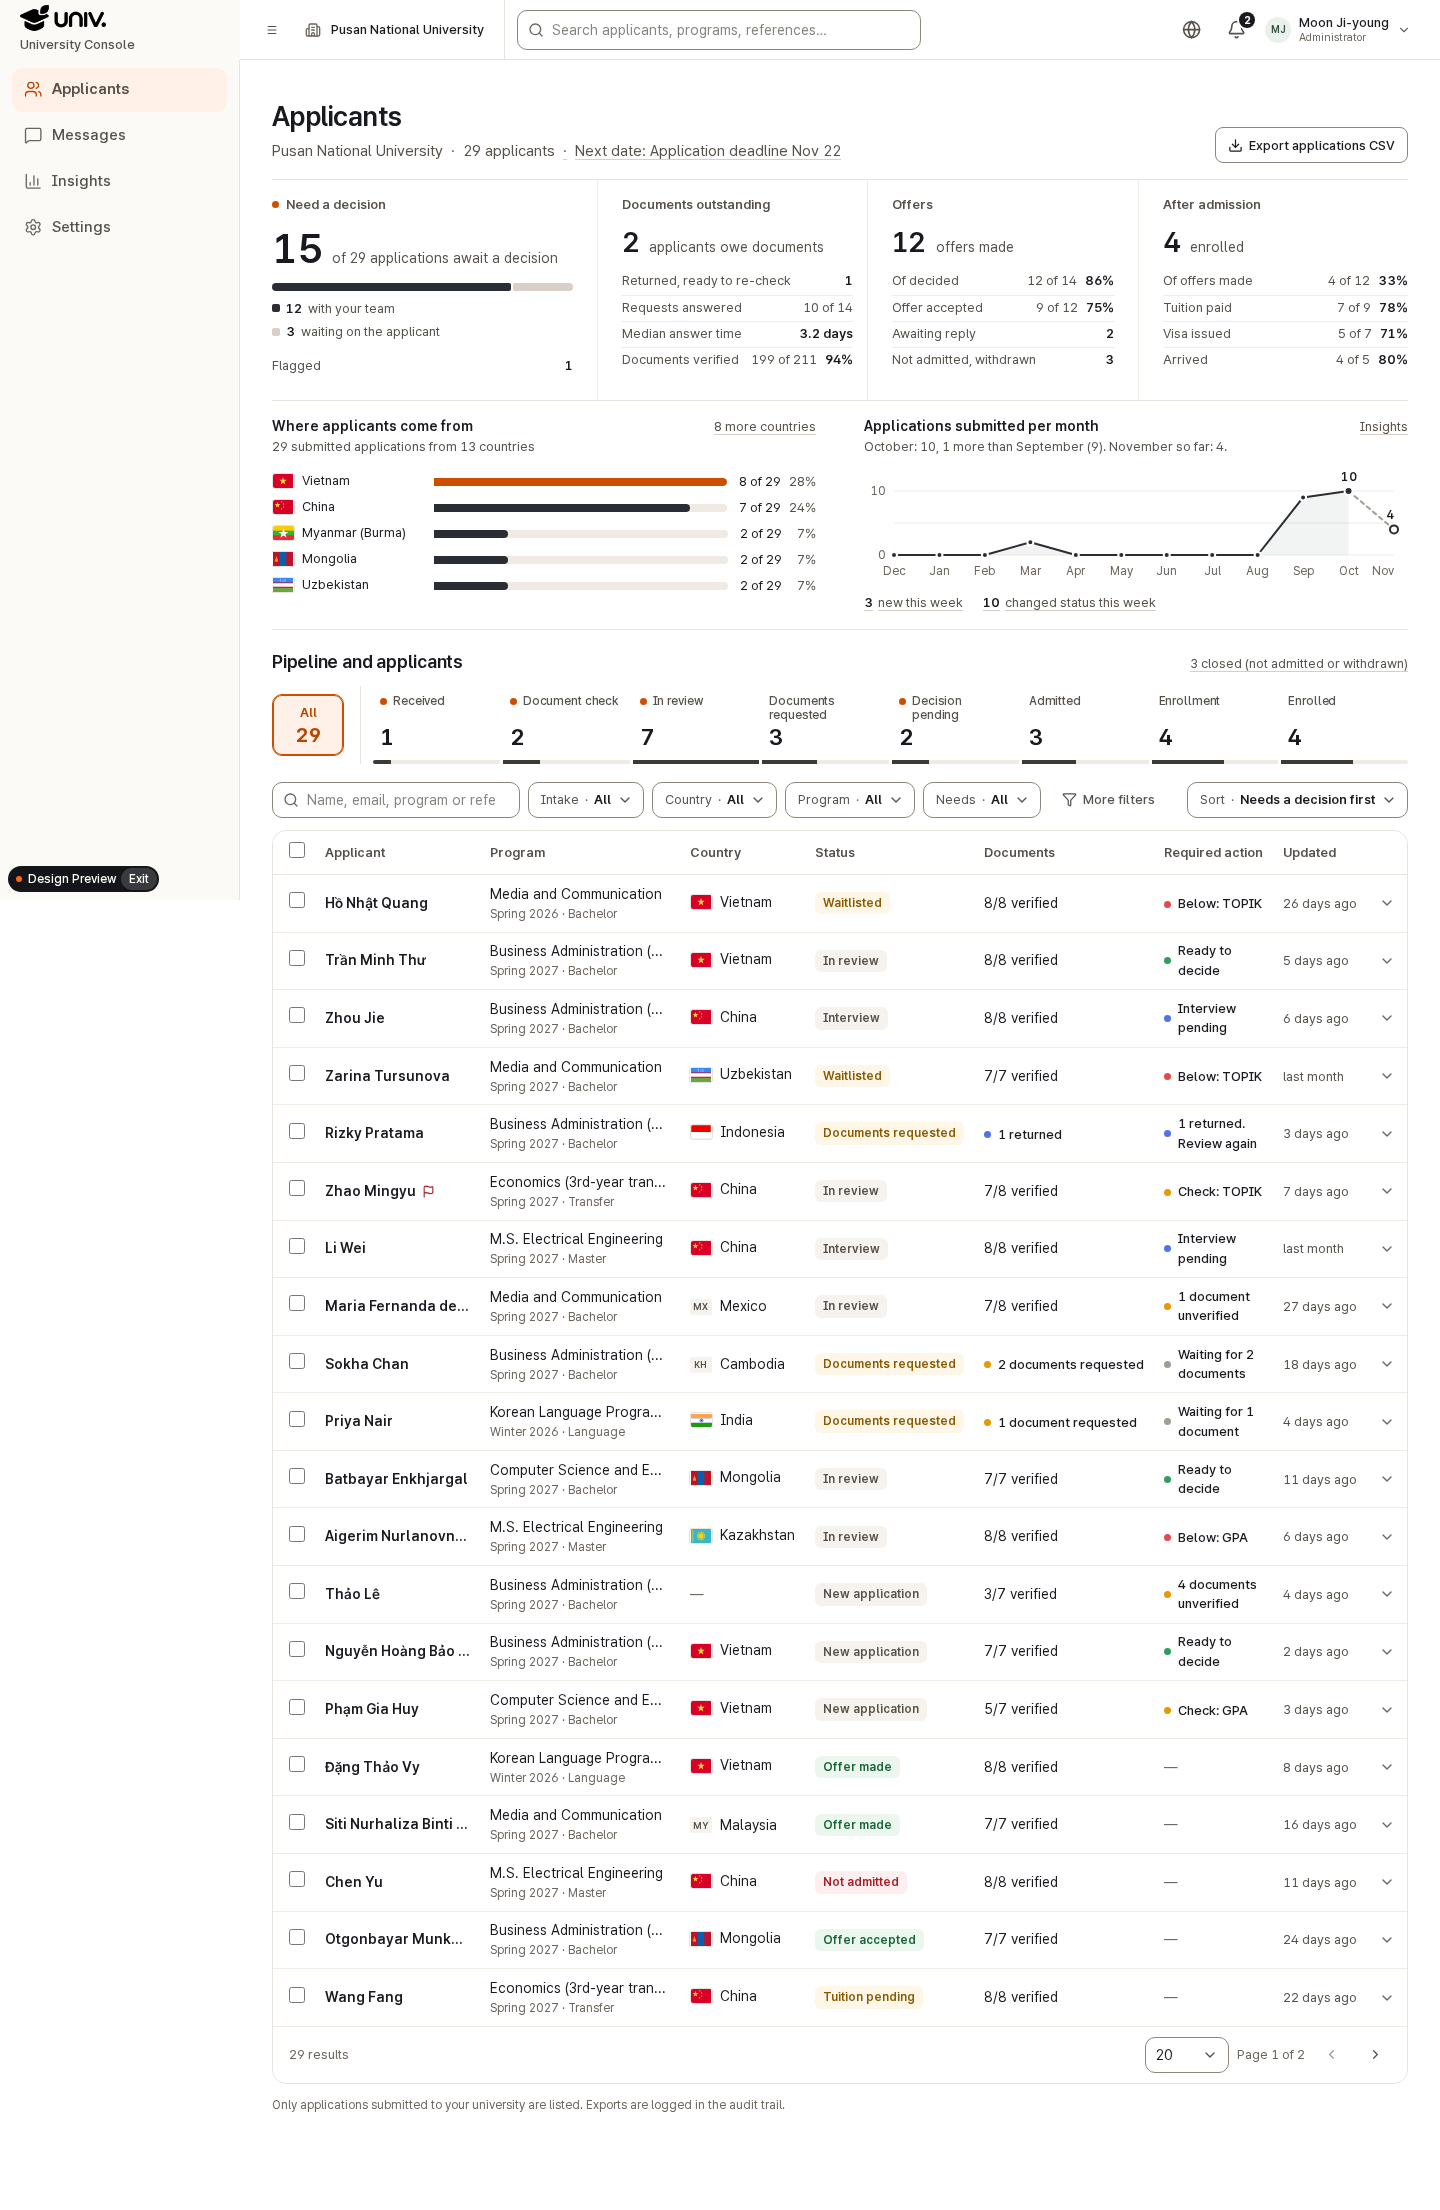 univ.
University Console
Applicants
Messages
Insights
Settings
Design Preview Exit
Pusan National University
Search applicants, programs, references...
2
MJ
Moon Ji-young
Administrator
Applicants
Pusan National University · 29 applicants · Next date: Application deadline Nov 22
Export applications CSV
Need a decision
15 of 29 applications await a decision
12 with your team
3 waiting on the applicant
Flagged 1
Documents outstanding
2 applicants owe documents
Returned, ready to re-check 1
Requests answered 10 of 14
Median answer time 3.2 days
Documents verified 199 of 211 94%
Offers
12 offers made
Of decided 12 of 14 86%
Offer accepted 9 of 12 75%
Awaiting reply 2
Not admitted, withdrawn 3
After admission
4 enrolled
Of offers made 4 of 12 33%
Tuition paid 7 of 9 78%
Visa issued 5 of 7 71%
Arrived 4 of 5 80%
Where applicants come from
8 more countries
29 submitted applications from 13 countries
Vietnam 8 of 29 28%
China 7 of 29 24%
Myanmar (Burma) 2 of 29 7%
Mongolia 2 of 29 7%
Uzbekistan 2 of 29 7%
Applications submitted per month
Insights
October: 10, 1 more than September (9). November so far: 4.
10
10
4
0
Dec Jan Feb Mar Apr May Jun Jul Aug Sep Oct Nov
3 new this week 10 changed status this week
Pipeline and applicants
3 closed (not admitted or withdrawn)
All
29
Received
1
Document check
2
In review
7
Documents
requested
3
Decision
pending
2
Admitted
3
Enrollment
4
Enrolled
4
Name, email, program or refe
Intake · All
Country · All
Program · All
Needs · All
More filters
Sort · Needs a decision first
Applicant Program Country Status Documents Required action Updated
Hồ Nhật Quang Media and Communication Vietnam Waitlisted 8/8 verified Below: TOPIK 26 days ago
Spring 2026 · Bachelor
Trần Minh Thư Business Administration (... Vietnam In review 8/8 verified Ready to decide 5 days ago
Spring 2027 · Bachelor
Zhou Jie Business Administration (... China Interview 8/8 verified Interview pending 6 days ago
Spring 2027 · Bachelor
Zarina Tursunova Media and Communication Uzbekistan Waitlisted 7/7 verified Below: TOPIK last month
Spring 2027 · Bachelor
Rizky Pratama Business Administration (... Indonesia Documents requested 1 returned 1 returned. Review again 3 days ago
Spring 2027 · Bachelor
Zhao Mingyu Economics (3rd-year tran... China In review 7/8 verified Check: TOPIK 7 days ago
Spring 2027 · Transfer
Li Wei M.S. Electrical Engineering China Interview 8/8 verified Interview pending last month
Spring 2027 · Master
Maria Fernanda de... Media and Communication MX Mexico In review 7/8 verified 1 document unverified 27 days ago
Spring 2027 · Bachelor
Sokha Chan Business Administration (... KH Cambodia Documents requested 2 documents requested Waiting for 2 documents 18 days ago
Spring 2027 · Bachelor
Priya Nair Korean Language Progra... India Documents requested 1 document requested Waiting for 1 document 4 days ago
Winter 2026 · Language
Batbayar Enkhjargal Computer Science and E... Mongolia In review 7/7 verified Ready to decide 11 days ago
Spring 2027 · Bachelor
Aigerim Nurlanovn... M.S. Electrical Engineering Kazakhstan In review 8/8 verified Below: GPA 6 days ago
Spring 2027 · Master
Thảo Lê Business Administration (... — New application 3/7 verified 4 documents unverified 4 days ago
Spring 2027 · Bachelor
Nguyễn Hoàng Bảo ... Business Administration (... Vietnam New application 7/7 verified Ready to decide 2 days ago
Spring 2027 · Bachelor
Phạm Gia Huy Computer Science and E... Vietnam New application 5/7 verified Check: GPA 3 days ago
Spring 2027 · Bachelor
Đặng Thảo Vy Korean Language Progra... Vietnam Offer made 8/8 verified — 8 days ago
Winter 2026 · Language
Siti Nurhaliza Binti ... Media and Communication MY Malaysia Offer made 7/7 verified — 16 days ago
Spring 2027 · Bachelor
Chen Yu M.S. Electrical Engineering China Not admitted 8/8 verified — 11 days ago
Spring 2027 · Master
Otgonbayar Munk... Business Administration (... Mongolia Offer accepted 7/7 verified — 24 days ago
Spring 2027 · Bachelor
Wang Fang Economics (3rd-year tran... China Tuition pending 8/8 verified — 22 days ago
Spring 2027 · Transfer
29 results 20 Page 1 of 2
Only applications submitted to your university are listed. Exports are logged in the audit trail.